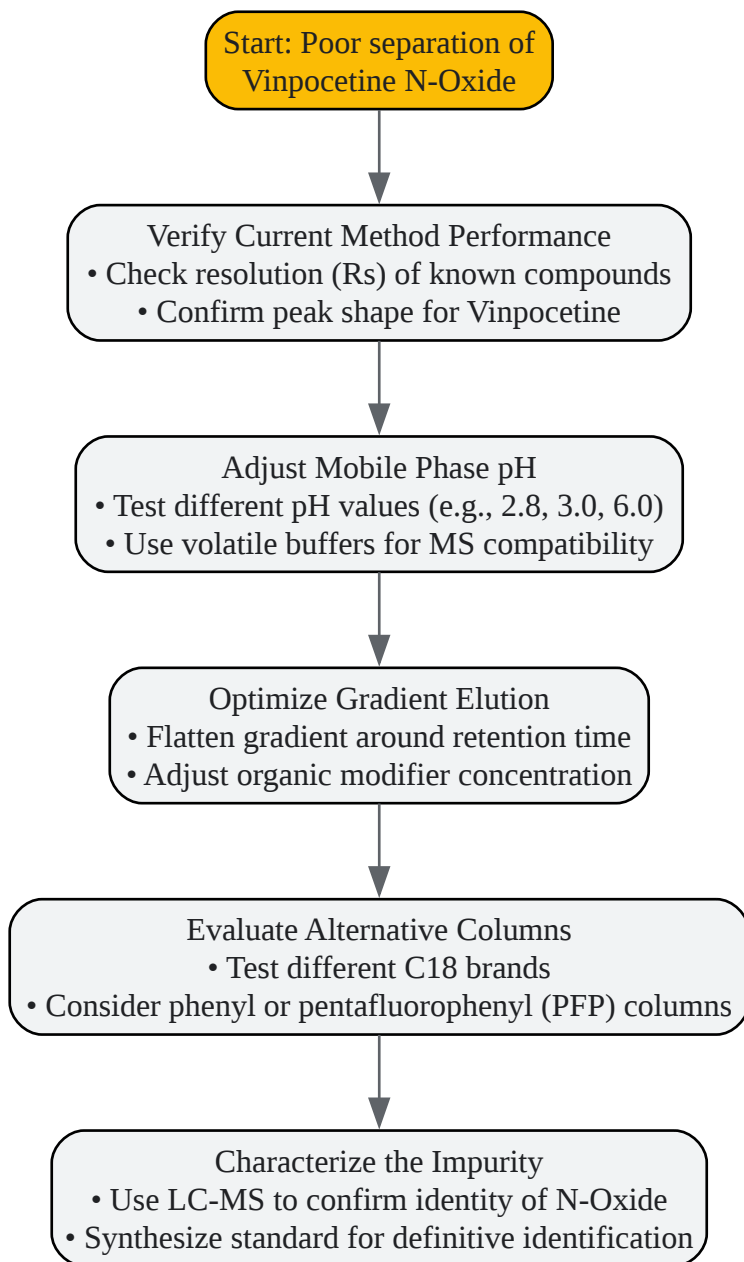 Start: Poor separation of
Vinpocetine N-Oxide
Verify Current Method Performance
• Check resolution (Rs) of known compounds
• Confirm peak shape for Vinpocetine
Adjust Mobile Phase pH
• Test different pH values (e.g., 2.8, 3.0, 6.0)
• Use volatile buffers for MS compatibility
Optimize Gradient Elution
• Flatten gradient around retention time
• Adjust organic modifier concentration
Evaluate Alternative Columns
• Test different C18 brands
• Consider phenyl or pentafluorophenyl (PFP) columns
Characterize the Impurity
• Use LC-MS to confirm identity of N-Oxide
• Synthesize standard for definitive identification